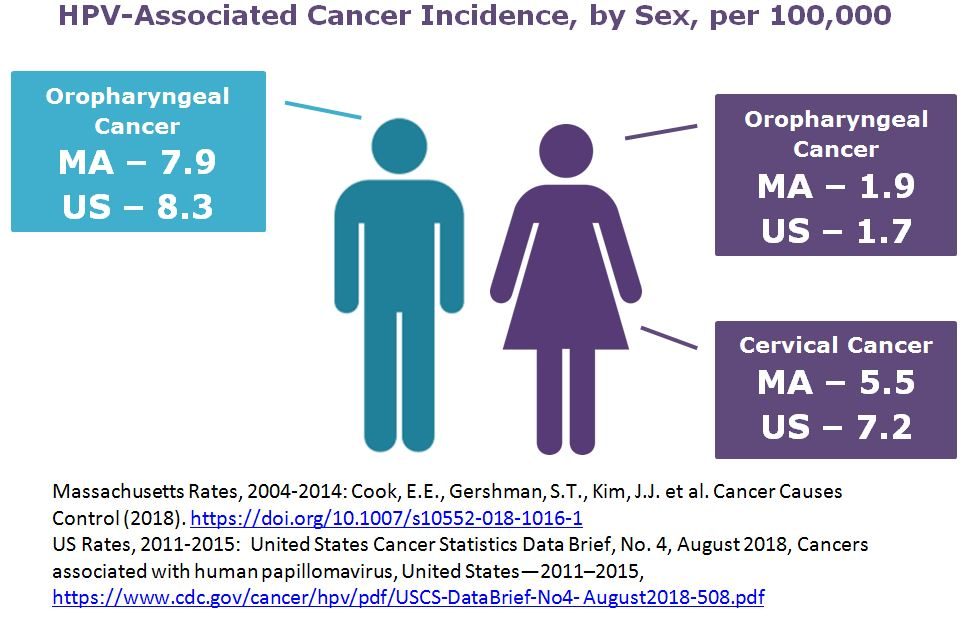 HPV-Associated Cancer Incidence, by Sex, per 100,000
Oropharyngeal
Cancer
MA – 7.9
US – 8.3
Oropharyngeal
Cancer
MA – 1.9
US – 1.7
Cervical Cancer
MA – 5.5
US – 7.2
Massachusetts Rates, 2004-2014: Cook, E.E., Gershman, S.T., Kim, J.J. et al. Cancer Causes
Control (2018). https://doi.org/10.1007/s10552-018-1016-1
US Rates, 2011-2015:  United States Cancer Statistics Data Brief, No. 4, August 2018, Cancers
associated with human papillomavirus, United States—2011–2015,
https://www.cdc.gov/cancer/hpv/pdf/USCS-DataBrief-No4- August2018-508.pdf